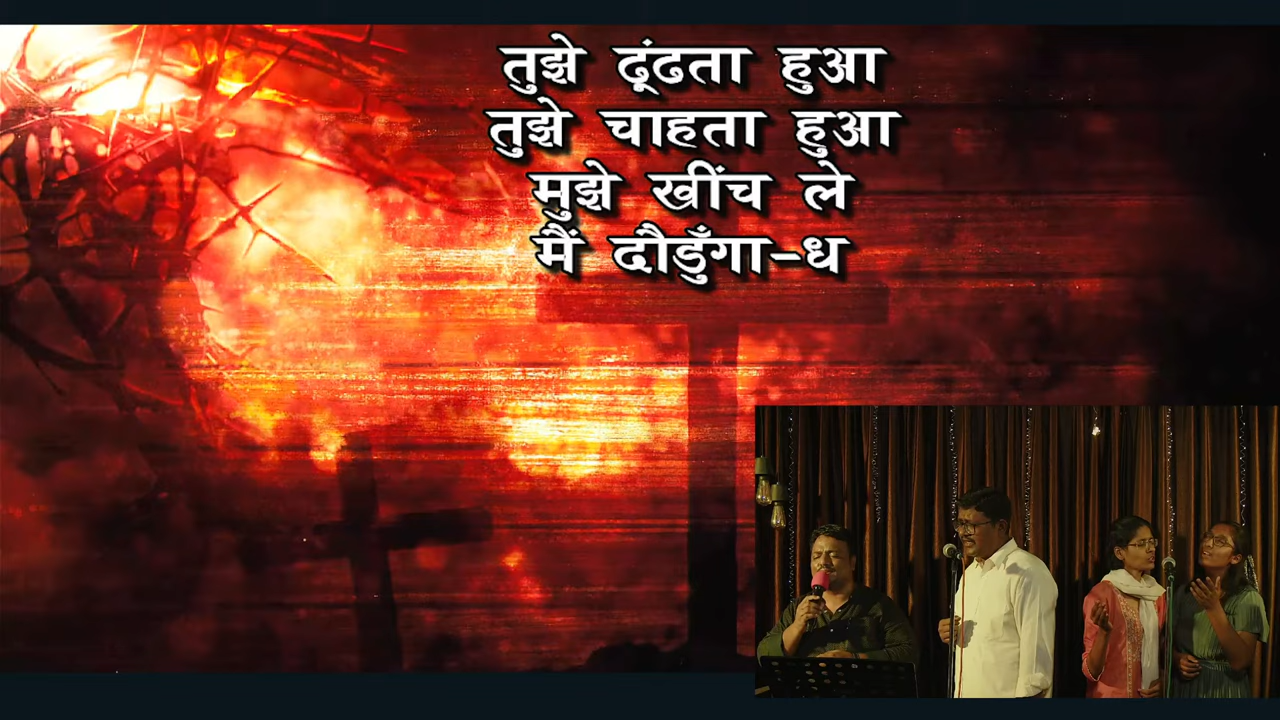 तुझे ढूंढता हुआ
तुझे चाहता हुआ
मुझे खींच ले
मैं दौडुँगा-ध